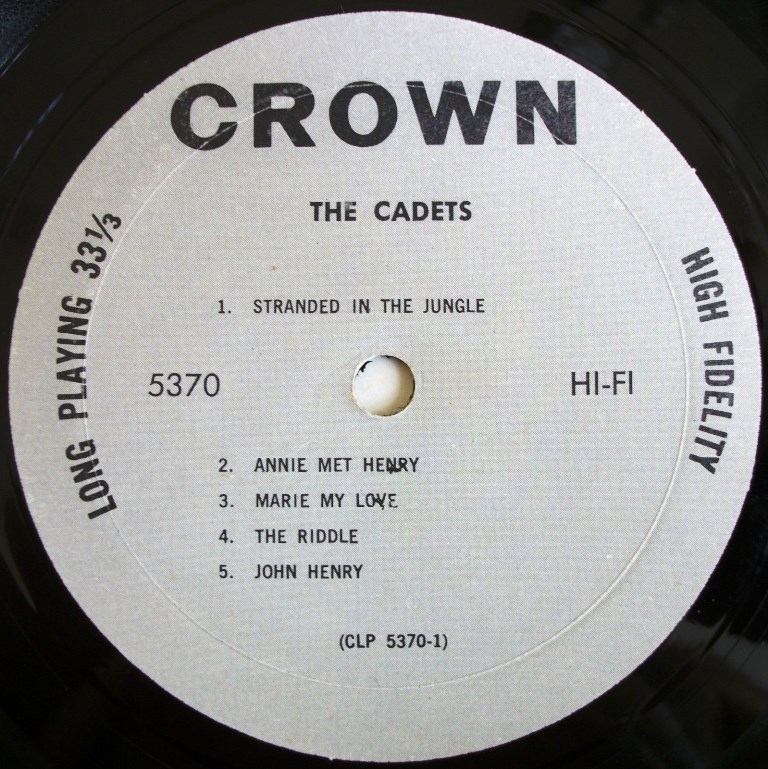 CROWN
THE CADETS
LONG PLAYING 33⅓
HIGH FIDELITY
1. STRANDED IN THE JUNGLE
5370
HI-FI
2. ANNIE MET HENRY
3. MARIE MY LOVE
4. THE RIDDLE
5. JOHN HENRY
(CLP 5370-1)